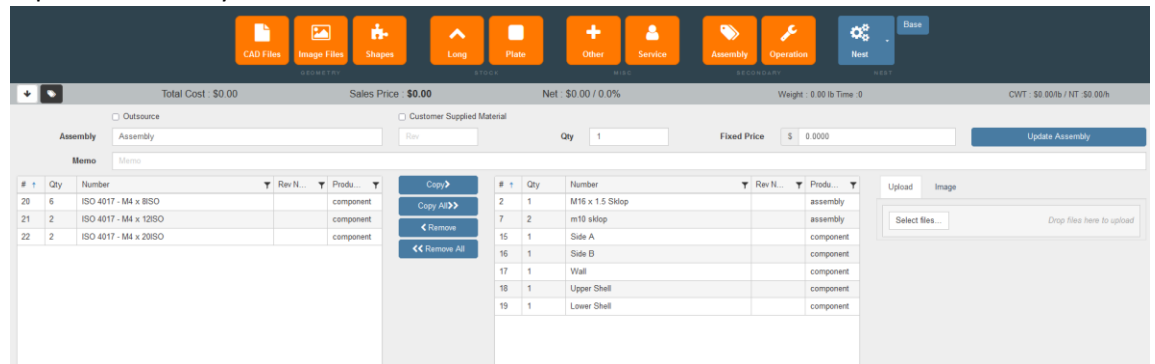 Base
CAD Files Image Files Shapes Long Plate Other Service Assembly Operation Nest
GEOMETRY STOCK MISC SECONDARY NEST
Total Cost : $0.00 Sales Price : $0.00 Net : $0.00 / 0.0% Weight : 0.00 lb Time :0 CWT : $0.00/lb / NT :$0.00/h
Outsource Customer Supplied Material
Assembly Assembly Rev Qty 1 Fixed Price $ 0.0000 Update Assembly
Memo Memo
# Qty Number Rev N... Produ...
20 6 ISO 4017 - M4 x 8ISO component
21 2 ISO 4017 - M4 x 12ISO component
22 2 ISO 4017 - M4 x 20ISO component
Copy
Copy All
Remove
Remove All
# Qty Number Rev N... Produ...
2 1 M16 x 1.5 Sklop assembly
7 2 m10 sklop assembly
15 1 Side A component
16 1 Side B component
17 1 Wall component
18 1 Upper Shell component
19 1 Lower Shell component
Upload Image
Select files... Drop files here to upload